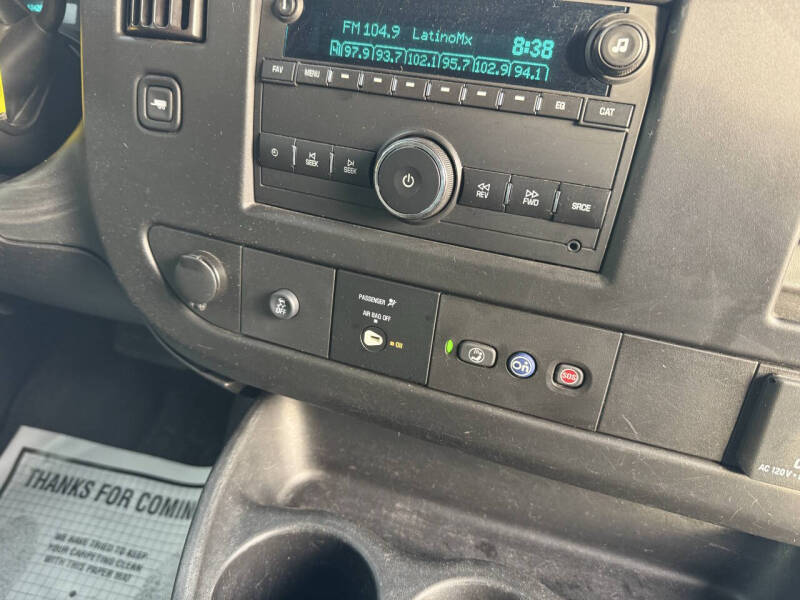 FM 104.9 LatinoMx
8:38
97.9 93.7 102.1 95.7 102.9 94.1
FAV MENU EQ CAT
SEEK SEEK REV FWD SRCE
OFF
PASSENGER
AIR BAG OFF
ON
On
SOS
AC 120V
THANKS FOR COMIN
WE HAVE TRIED TO KEEP
YOUR CARPETING CLEAN
WITH THIS PAPER MAT